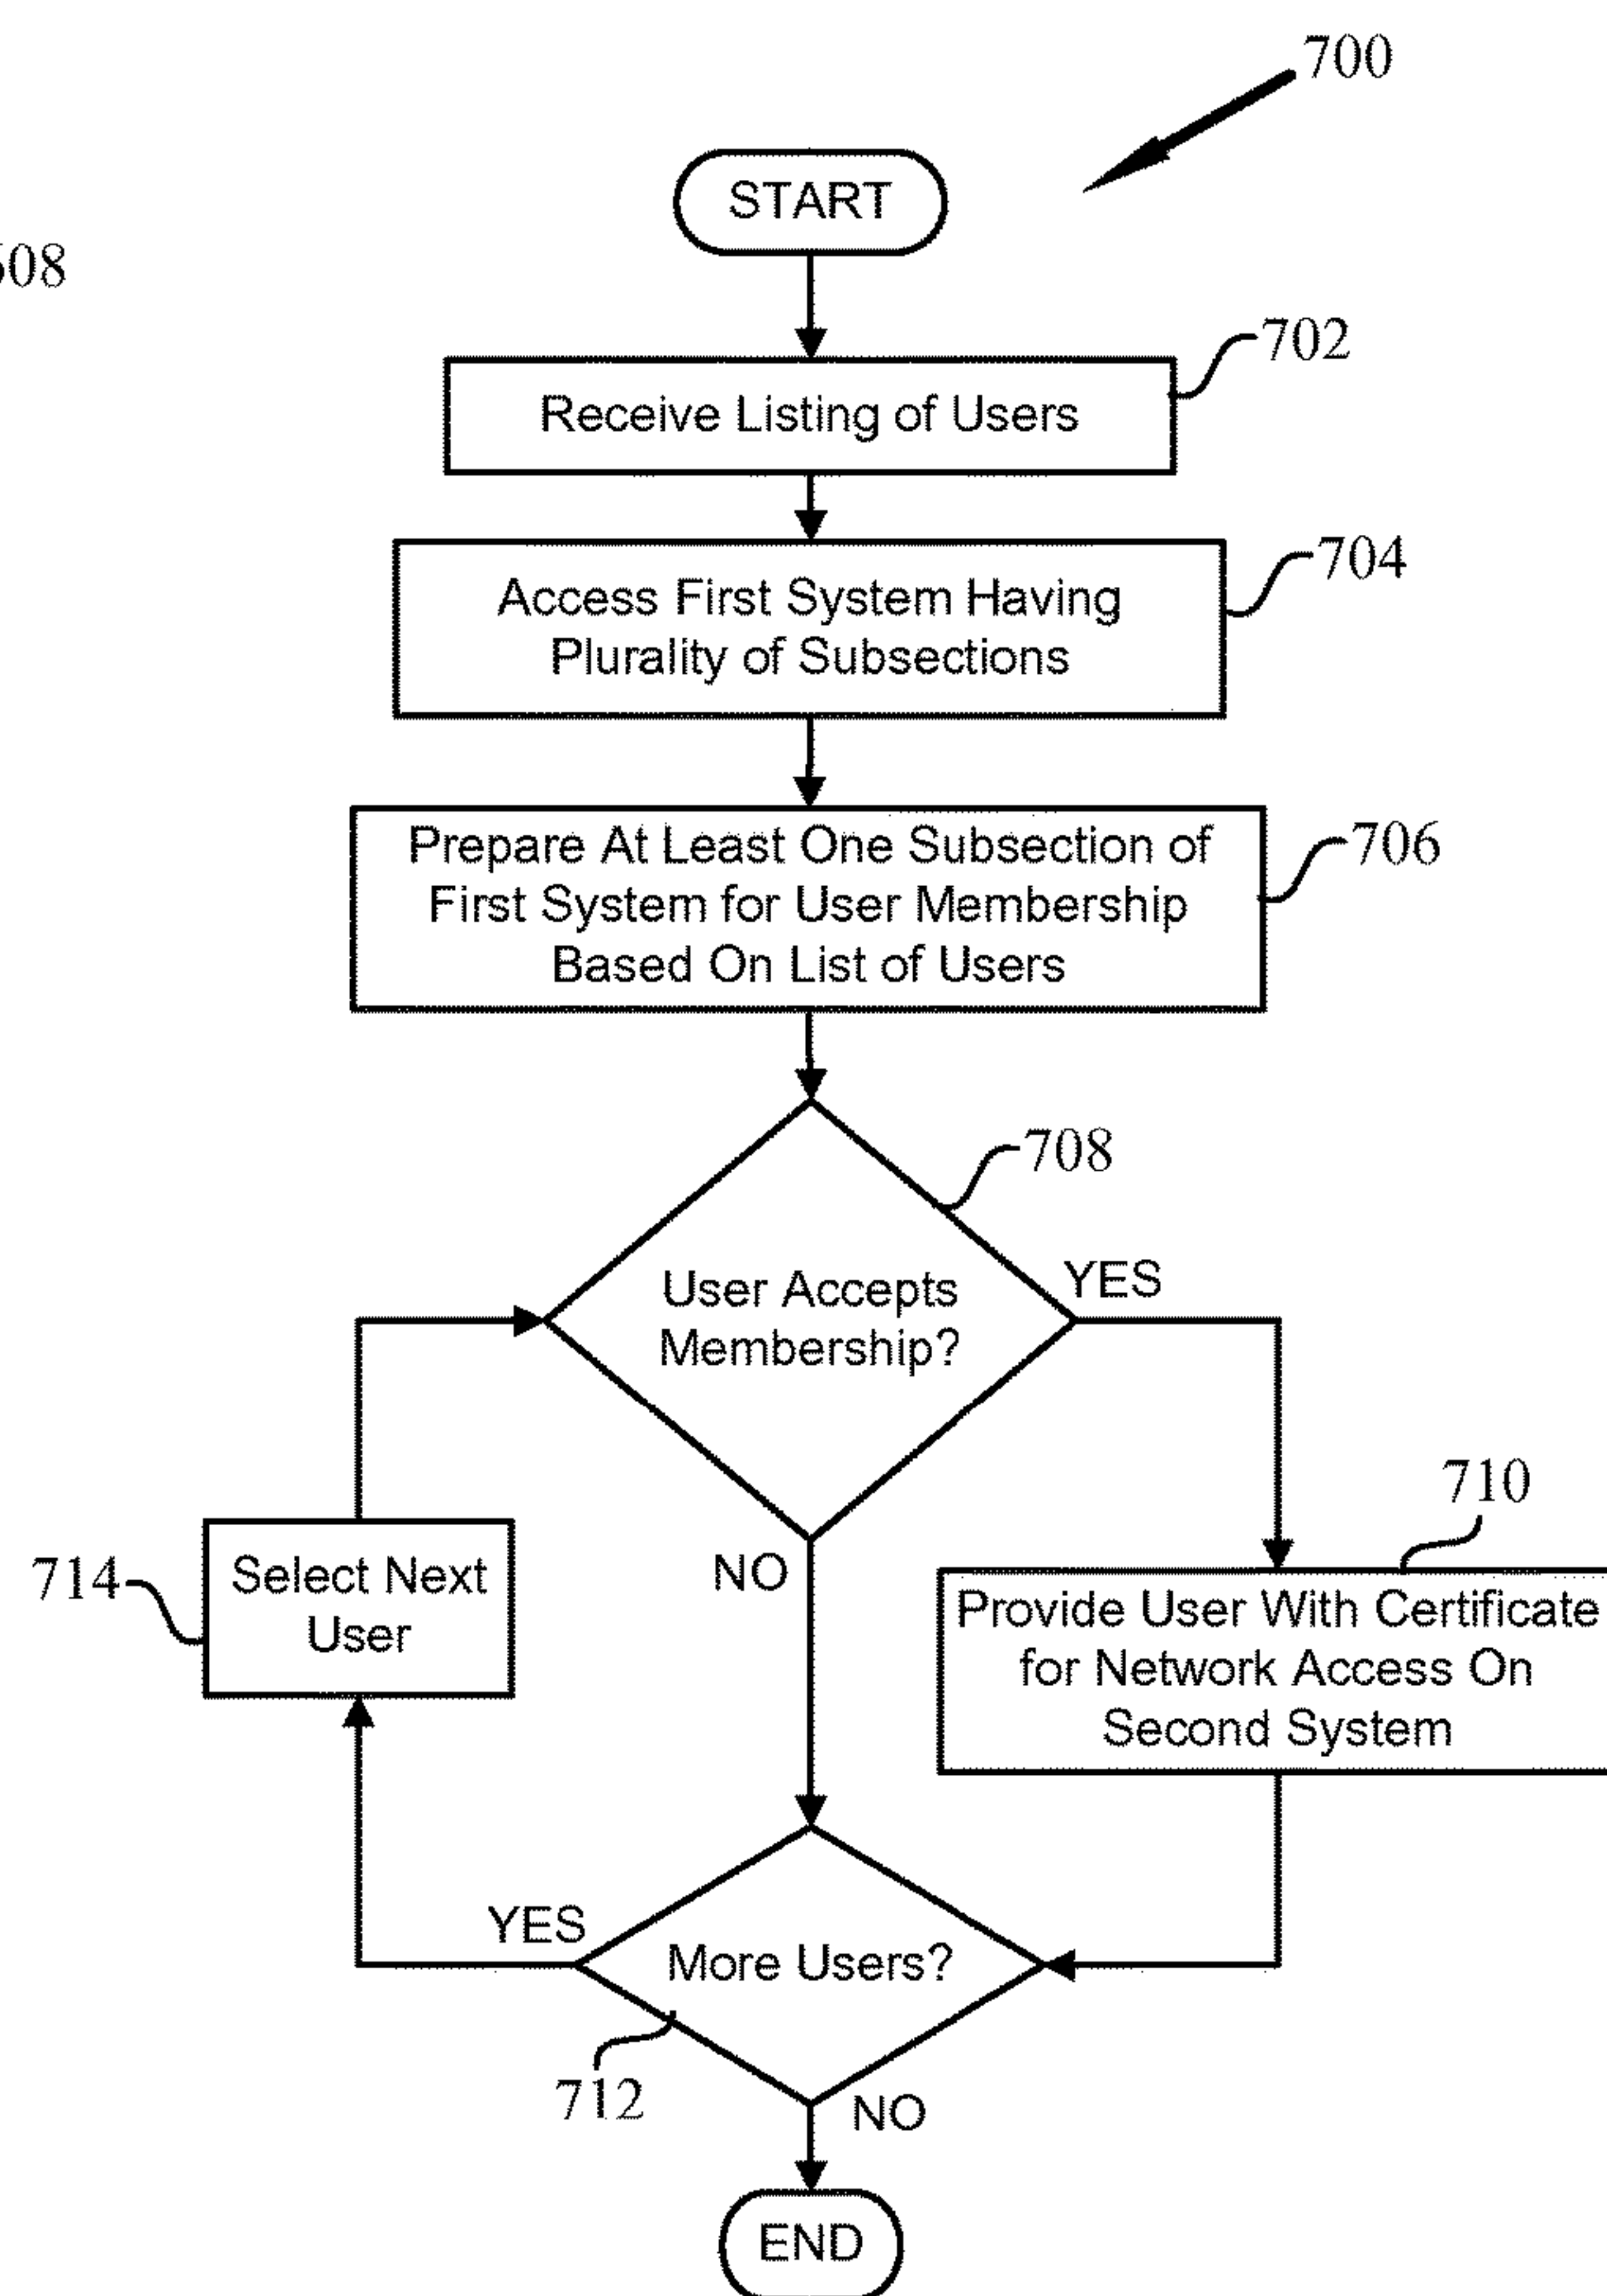 700
START
608
702
Receive Listing of Users
704
Access First System Having
Plurality of Subsections
706
Prepare At Least One Subsection of
First System for User Membership
Based On List of Users
708
User Accepts
Membership?
YES
NO
710
Provide User With Certificate
for Network Access On
Second System
714
Select Next
User
YES
More Users?
712
NO
END